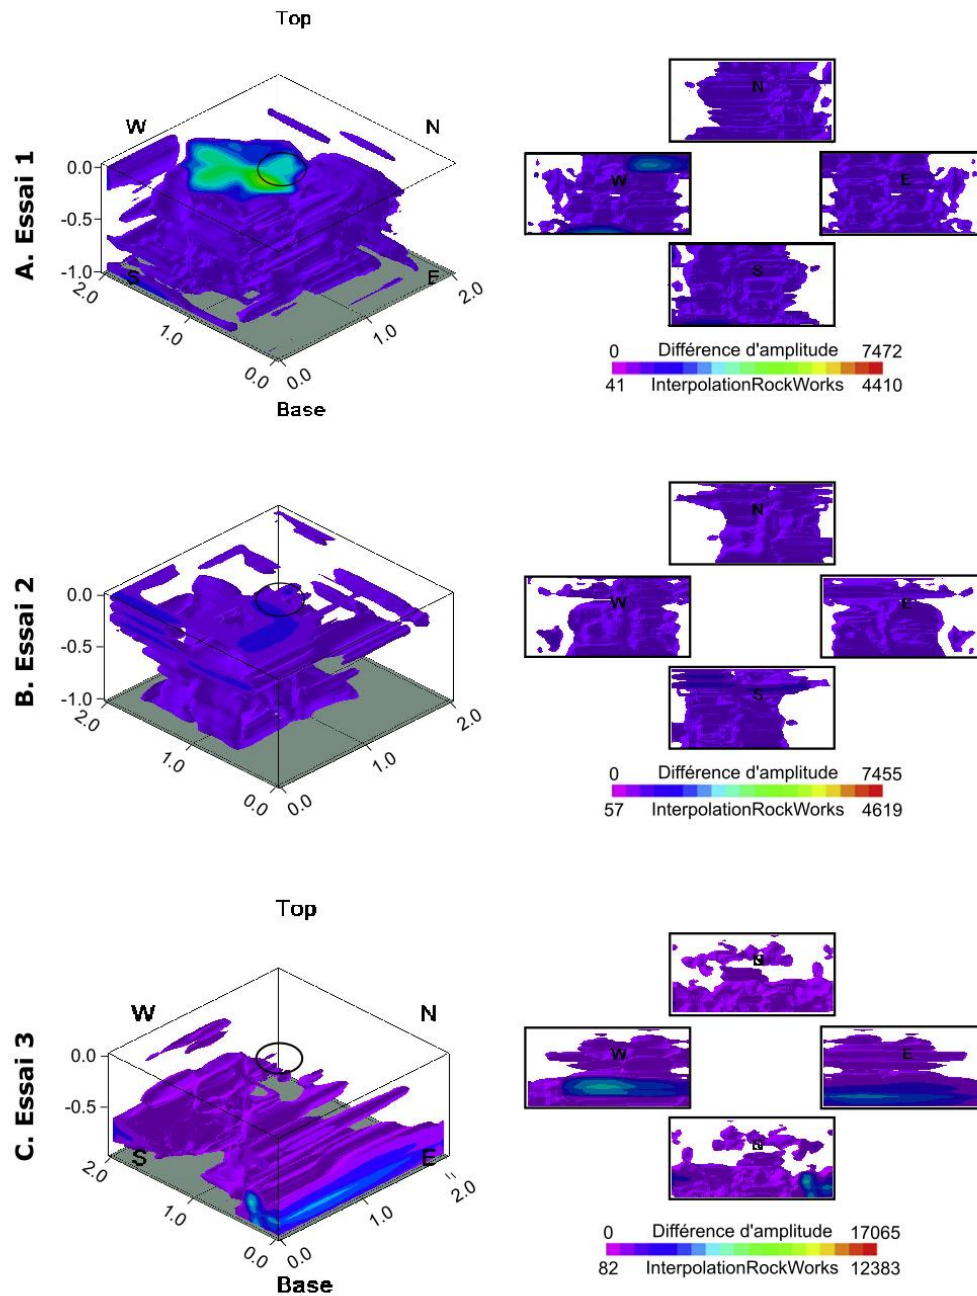 Top
A. Essai 1
W
N
0.0
-0.5
-1.0
S
E
2.0
2.0
1.0
1.0
0.0
0.0
Base
N
W
E
S
0 Différence d'amplitude 7472
41 InterpolationRockWorks 4410
B. Essai 2
0.0
-0.5
-1.0
2.0
2.0
1.0
1.0
0.0
0.0
N
W
E
S
0 Différence d'amplitude 7455
57 InterpolationRockWorks 4619
Top
C. Essai 3
W
N
0.0
-0.5
S
E
2.0
2.0
1.0
1.0
0.0
0.0
Base
W
E
0 Différence d'amplitude 17065
82 InterpolationRockWorks 12383